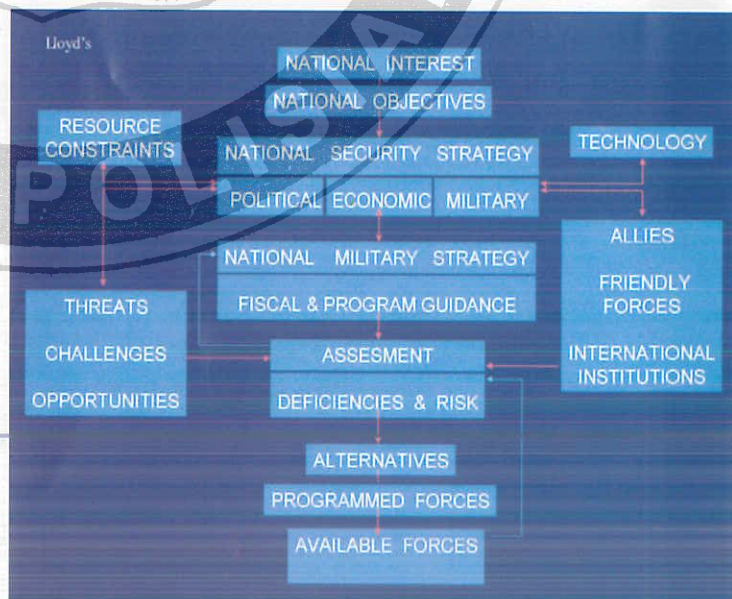 Lloyd's
NATIONAL INTEREST
NATIONAL OBJECTIVES
RESOURCE
CONSTRAINTS
NATIONAL SECURITY STRATEGY
TECHNOLOGY
POLITICAL
ECONOMIC
MILITARY
NATIONAL MILITARY STRATEGY
FISCAL & PROGRAM GUIDANCE
ALLIES
FRIENDLY
FORCES
INTERNATIONAL
INSTITUTIONS
THREATS
CHALLENGES
OPPORTUNITIES
ASSESMENT
DEFICIENCIES & RISK
ALTERNATIVES
PROGRAMMED FORCES
AVAILABLE FORCES
POLISIA